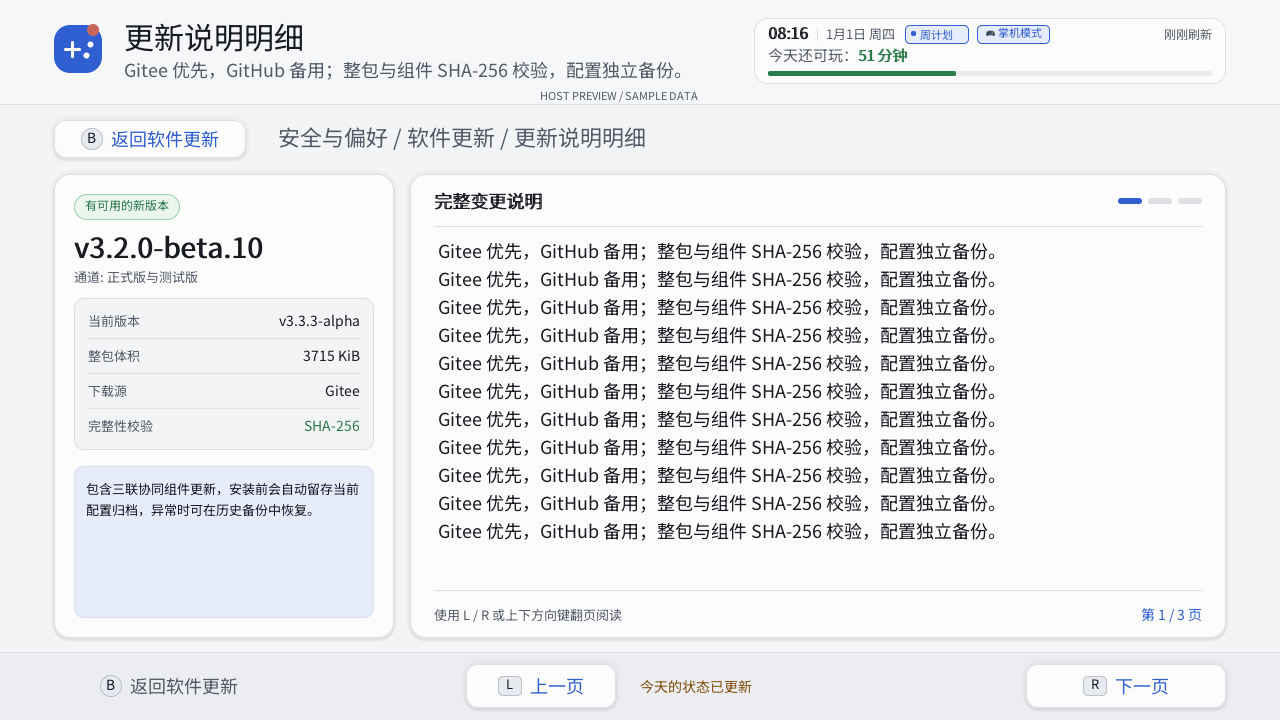 更新说明明细
Gitee 优先，GitHub 备用；整包与组件 SHA-256 校验，配置独立备份。
08:16 | 1月1日 周四 周计划 掌机模式 刚刚刷新
今天还可玩：51 分钟
HOST PREVIEW / SAMPLE DATA
B 返回软件更新
安全与偏好 / 软件更新 / 更新说明明细
有可用的新版本
v3.2.0-beta.10
通道: 正式版与测试版
当前版本 v3.3.3-alpha
整包体积 3715 KiB
下载源 Gitee
完整性校验 SHA-256
包含三联协同组件更新，安装前会自动留存当前
配置归档，异常时可在历史备份中恢复。
完整变更说明
Gitee 优先，GitHub 备用；整包与组件 SHA-256 校验，配置独立备份。
Gitee 优先，GitHub 备用；整包与组件 SHA-256 校验，配置独立备份。
Gitee 优先，GitHub 备用；整包与组件 SHA-256 校验，配置独立备份。
Gitee 优先，GitHub 备用；整包与组件 SHA-256 校验，配置独立备份。
Gitee 优先，GitHub 备用；整包与组件 SHA-256 校验，配置独立备份。
Gitee 优先，GitHub 备用；整包与组件 SHA-256 校验，配置独立备份。
Gitee 优先，GitHub 备用；整包与组件 SHA-256 校验，配置独立备份。
Gitee 优先，GitHub 备用；整包与组件 SHA-256 校验，配置独立备份。
Gitee 优先，GitHub 备用；整包与组件 SHA-256 校验，配置独立备份。
Gitee 优先，GitHub 备用；整包与组件 SHA-256 校验，配置独立备份。
Gitee 优先，GitHub 备用；整包与组件 SHA-256 校验，配置独立备份。
使用 L / R 或上下方向键翻页阅读
第 1 / 3 页
B 返回软件更新
L 上一页
今天的状态已更新
R 下一页